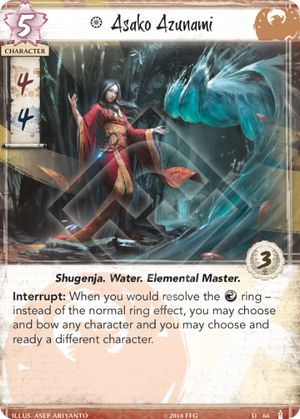 5
Asako Azunami
CHARACTER
4
4
3
Shugenja. Water. Elemental Master.
Interrupt: When you would resolve the ring –
instead of the normal ring effect, you may choose
and bow any character and you may choose and
ready a different character.
ILLUS. ASEP ARIYANTO
©2018 FFG
D 66